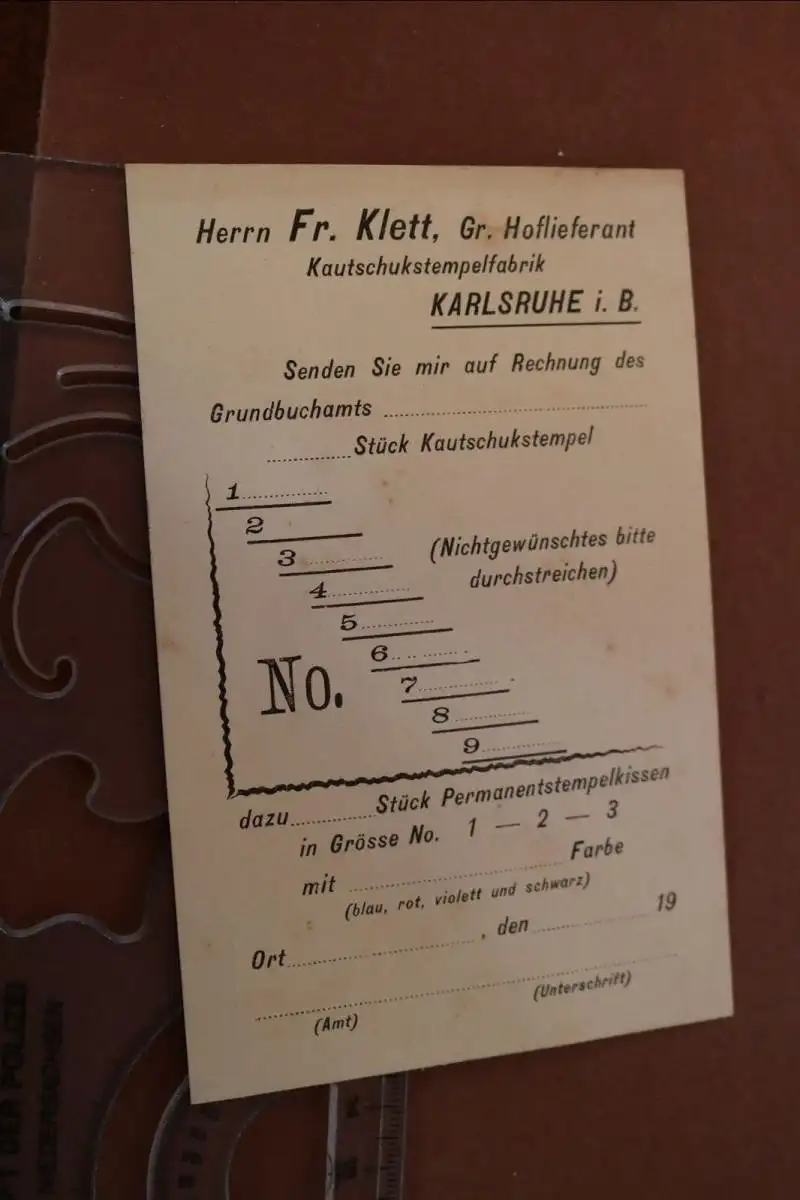 Herrn Fr. Klett, Gr. Hoflieferant
Kautschukstempelfabrik
KARLSRUHE i. B.
Senden Sie mir auf Rechnung des
Grundbuchamts
Stück Kautschukstempel
1
2
3
4
5
6
7
8
9
(Nichtgewünschtes bitte
durchstreichen)
No.
dazu Stück Permanentstempelkissen
in Grösse No. 1 — 2 — 3
mit Farbe
(blau, rot, violett und schwarz)
Ort , den 19
(Amt) (Unterschrift)
DER POLIZEI